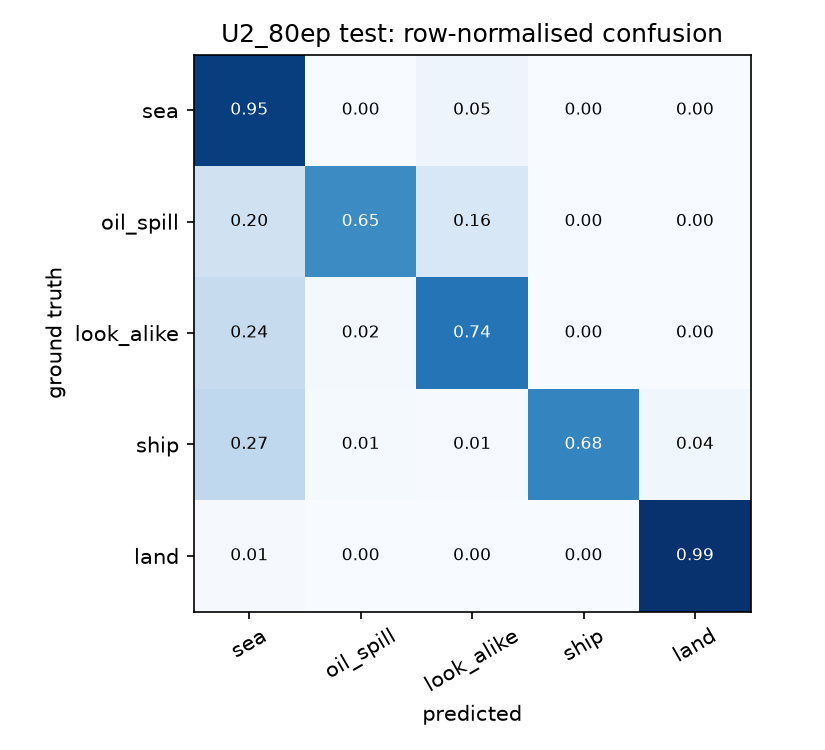 U2_80ep test: row-normalised confusion
ground truth
sea 0.95 0.00 0.05 0.00 0.00
oil_spill 0.20 0.65 0.16 0.00 0.00
look_alike 0.24 0.02 0.74 0.00 0.00
ship 0.27 0.01 0.01 0.68 0.04
land 0.01 0.00 0.00 0.00 0.99
sea oil_spill look_alike ship land
predicted